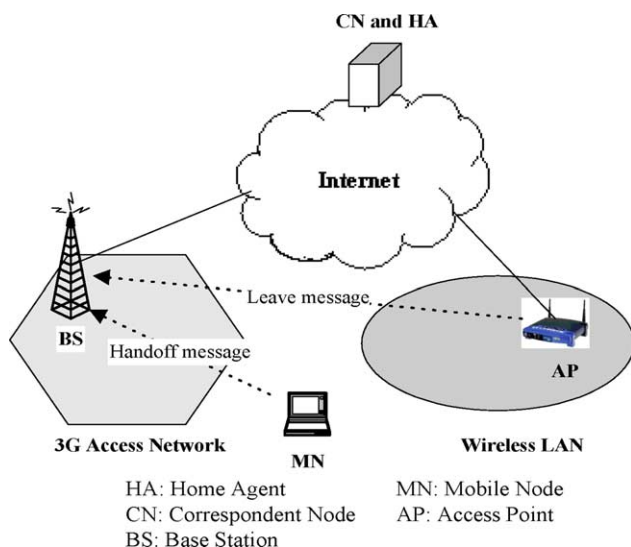 CN and HA
Internet
Leave message
BS
Handoff message
AP
3G Access Network
Wireless LAN
MN
HA: Home Agent
MN: Mobile Node
CN: Correspondent Node
AP: Access Point
BS: Base Station